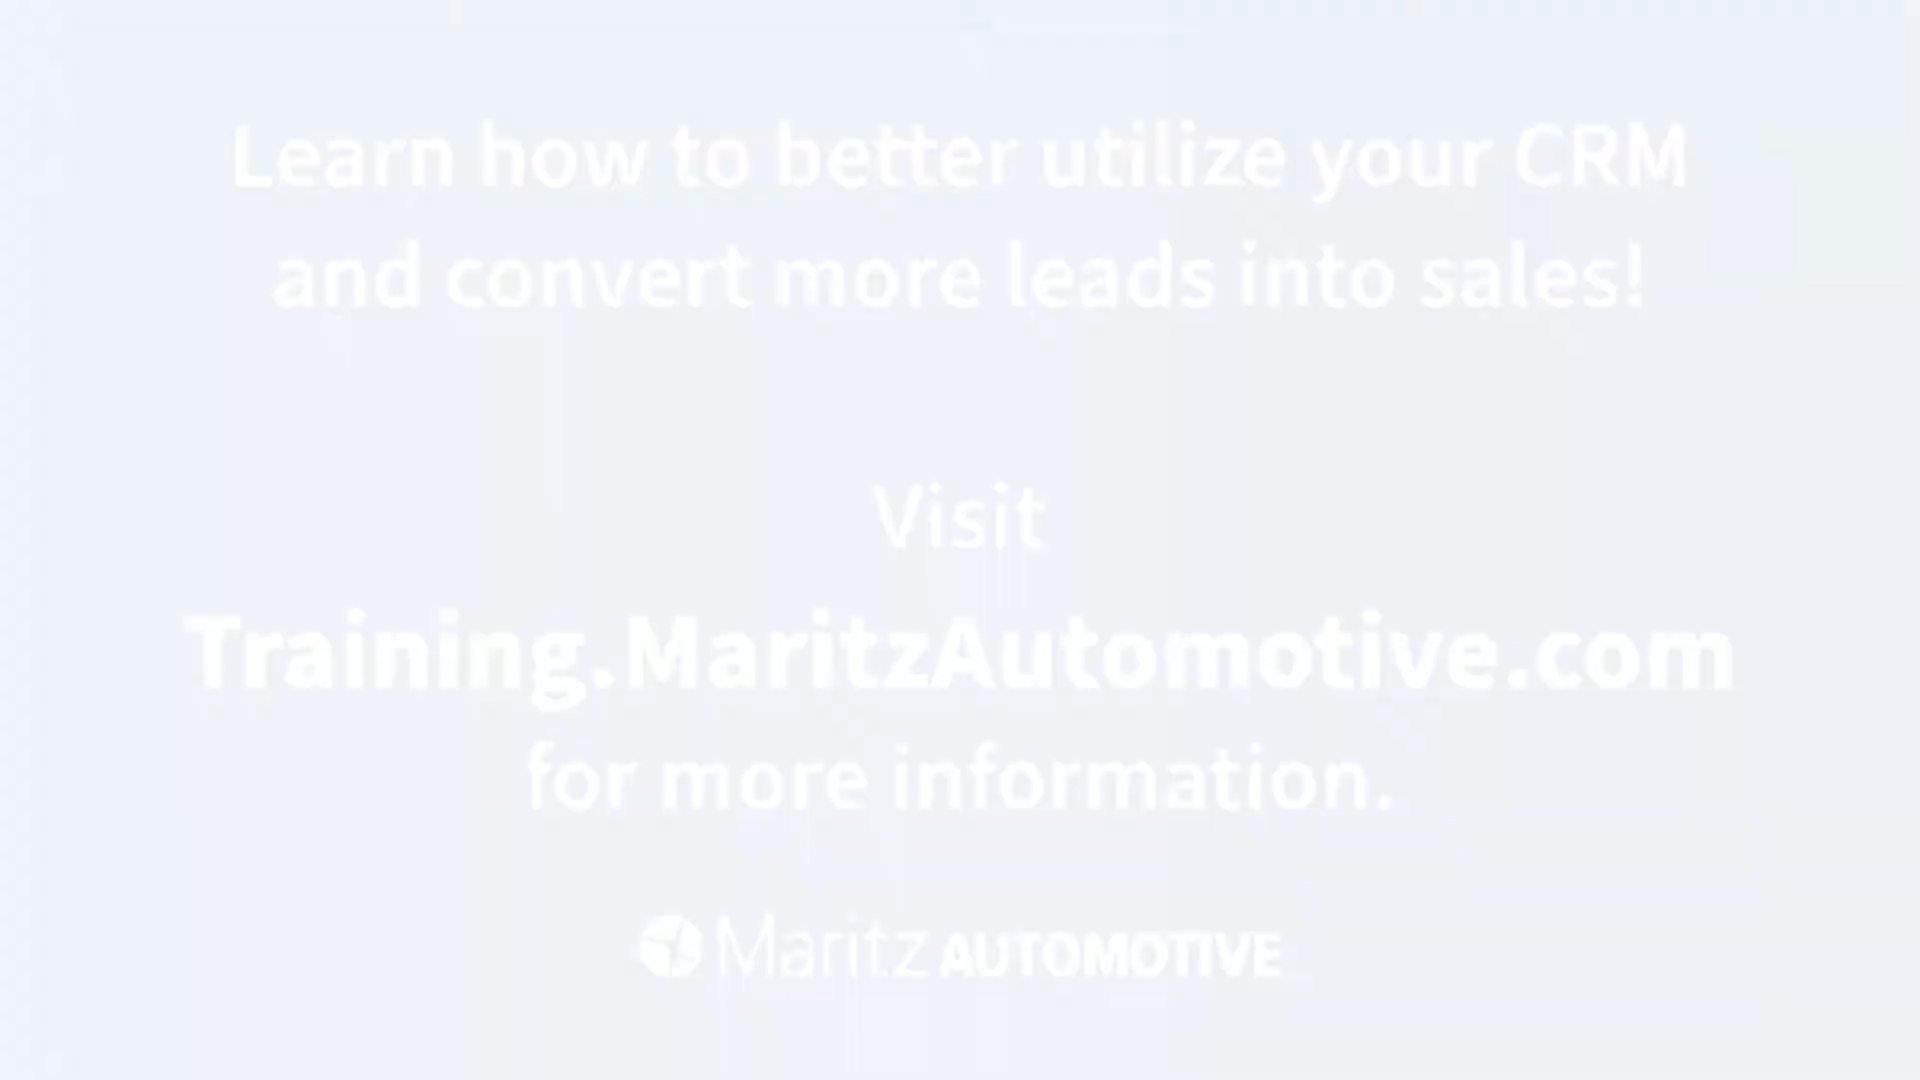 Learn how to better utilize your CRM
and convert more leads into sales!
Visit
Training.MaritzAutomotive.com
for more information.
Maritz AUTOMOTIVE